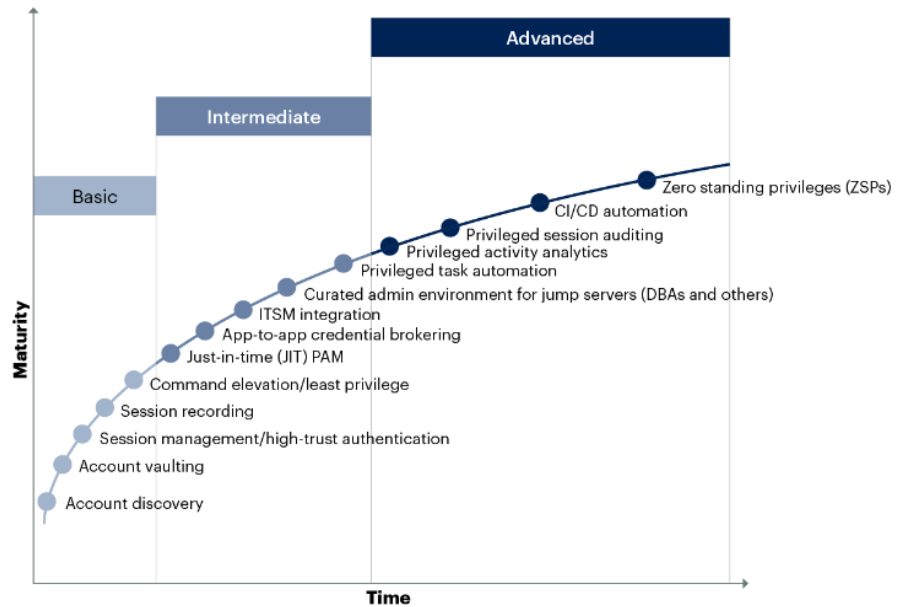 Advanced
Intermediate
Basic
Zero standing privileges (ZSPs)
CI/CD automation
Privileged session auditing
Privileged activity analytics
Privileged task automation
Curated admin environment for jump servers (DBAs and others)
ITSM integration
App-to-app credential brokering
Just-in-time (JIT) PAM
Command elevation/least privilege
Session recording
Session management/high-trust authentication
Account vaulting
Account discovery
Maturity
Time